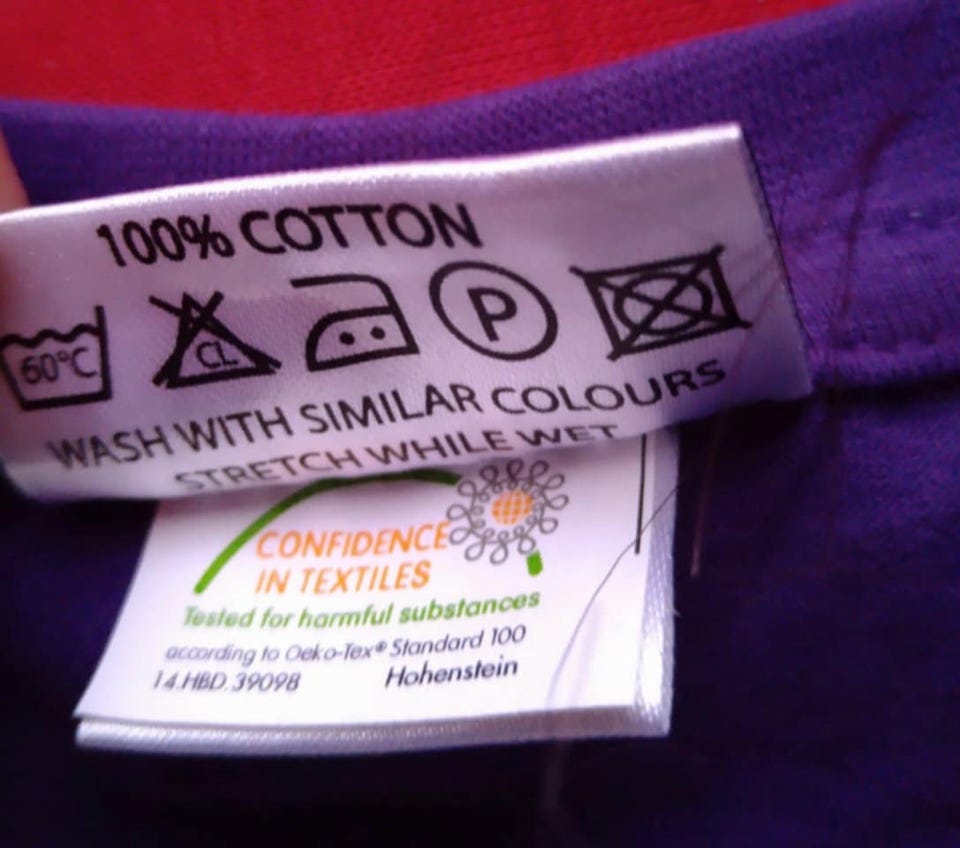 100% COTTON
60°C CL P
WASH WITH SIMILAR COLOURS
STRETCH WHILE WET
CONFIDENCE
IN TEXTILES
Tested for harmful substances
according to Oeko-Tex® Standard 100
14.HBD.39098 Hohenstein